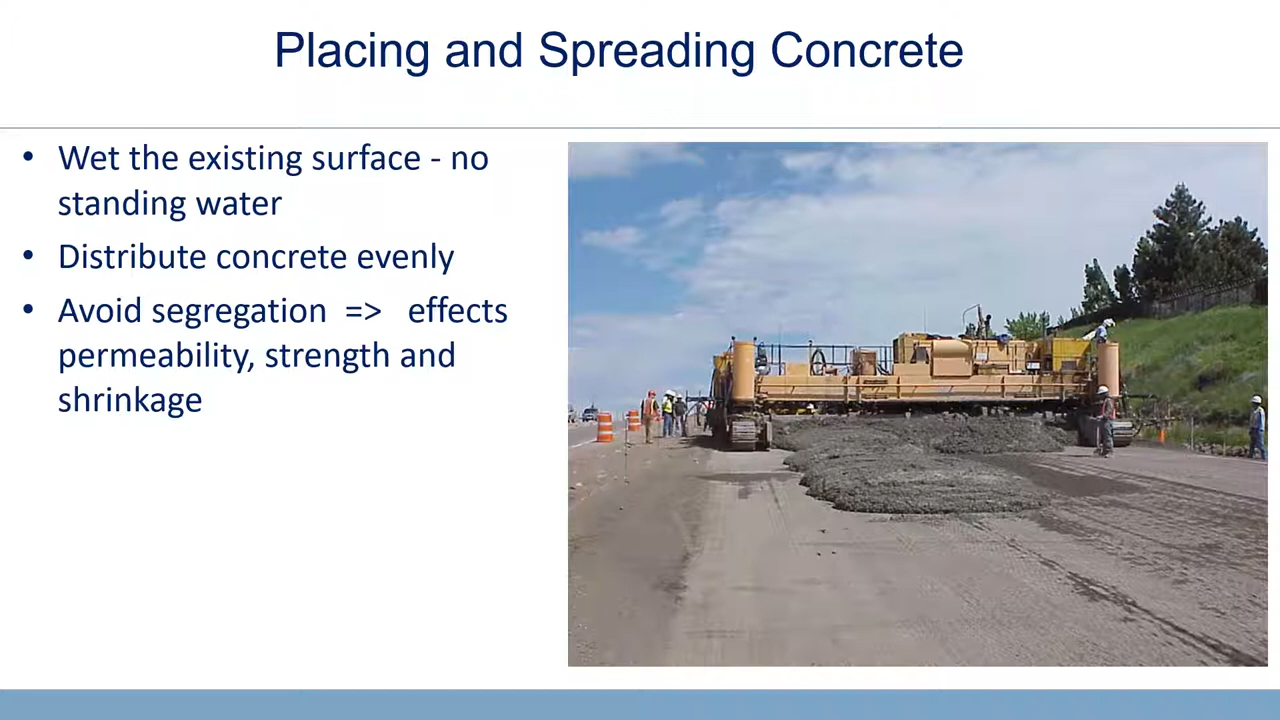 Placing and Spreading Concrete
• Wet the existing surface - no
standing water
• Distribute concrete evenly
• Avoid segregation => effects
permeability, strength and
shrinkage